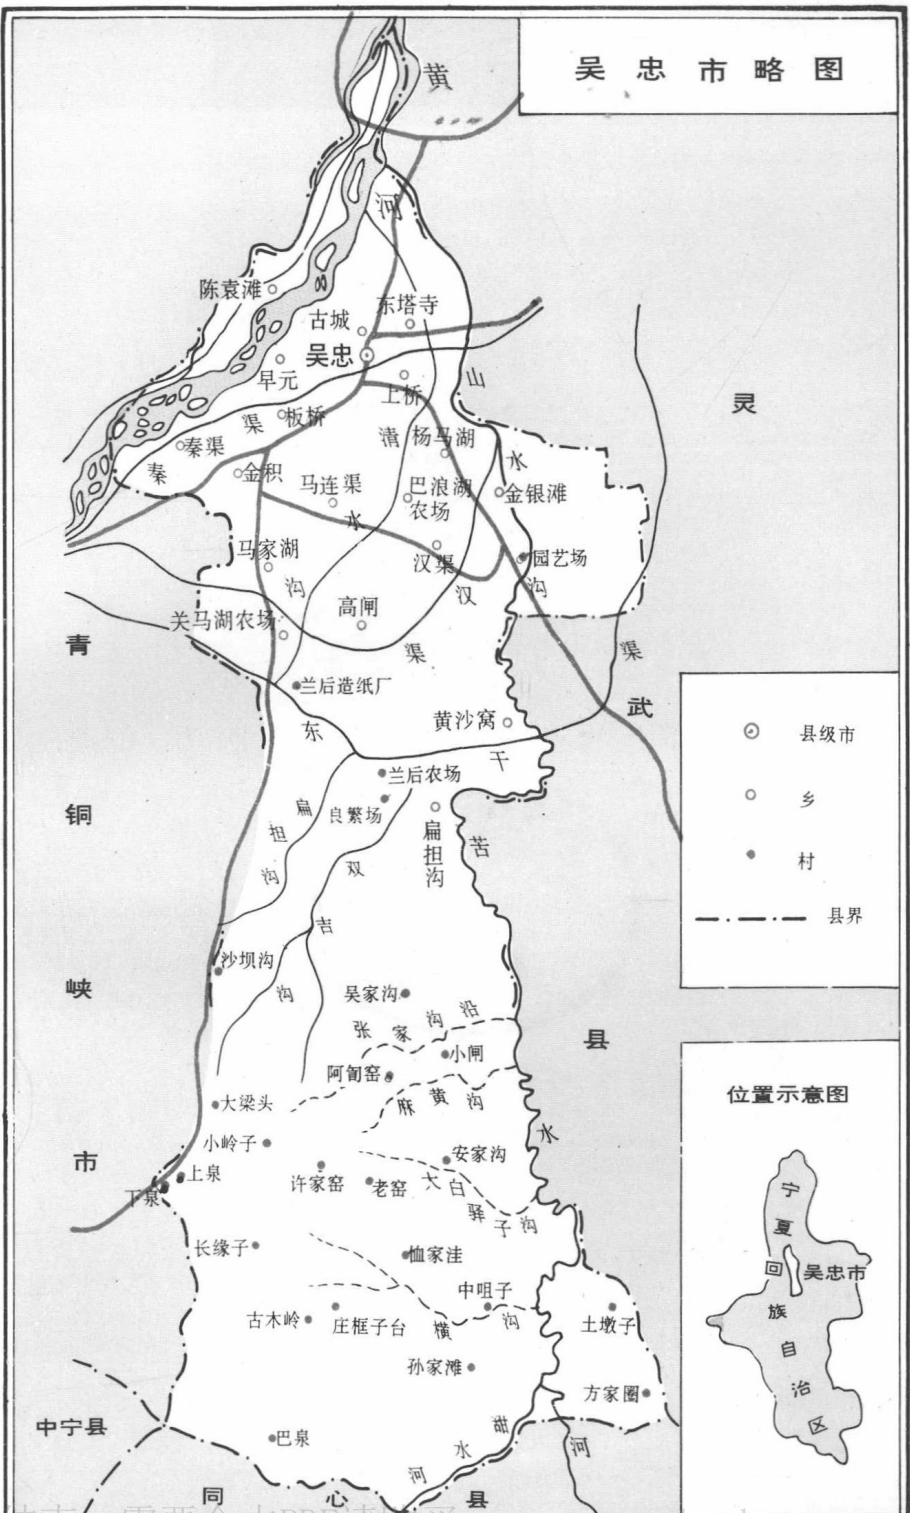 吴忠市略图
黄
河
陈袁滩
东塔寺
古城
吴忠
早元
上桥
山
灵
板桥
渠
秦
秦渠
清
杨马湖
水
金积
马连渠
巴浪湖
农场
金银滩
水
马家湖
汉渠
园艺场
沟
汉
沟
高闸
关马湖农场
渠
渠
青
兰后造纸厂
武
东
黄沙窝
县级市
干
兰后农场
乡
铜
扁
担
沟
良繁场
扁
担
沟
苦
双
村
吉
沟
县界
沙坝沟
峡
吴家沟
张家沟沿
县
小闸
阿訇窑
麻黄沟
位置示意图
大梁头
小岭子
水
市
安家沟
上泉
下泉
许家窑
老窑
大白驿子沟
宁夏回族自治区
吴忠市
长缘子
恤家洼
中咀子
古木岭
庄框子台
横沟
土墩子
孙家滩
方家圈
中宁县
巴泉
甜
水
河
河
同心县